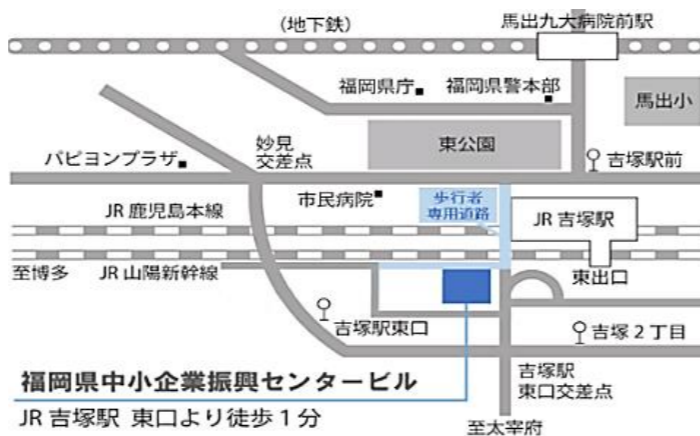 (地下鉄)
馬出九大病院前駅
福岡県庁
福岡県警本部
馬出小
東公園
妙見
交差点
パピヨンプラザ
吉塚駅前
市民病院
歩行者
専用道路
JR 鹿児島本線
JR 吉塚駅
至博多
JR 山陽新幹線
東出口
吉塚駅東口
吉塚2丁目
福岡県中小企業振興センタービル
吉塚駅
東口交差点
JR 吉塚駅 東口より徒歩1分
至太宰府